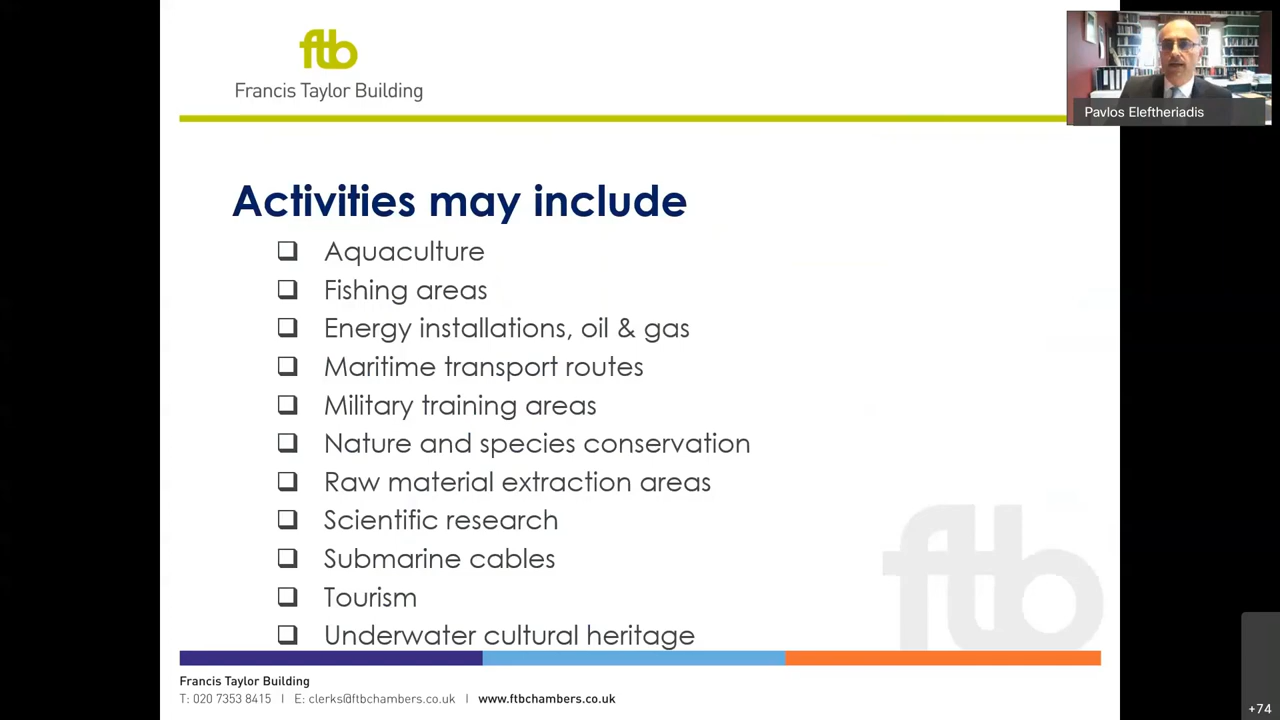 ftb
Francis Taylor Building
Pavlos Eleftheriadis
Activities may include
Aquaculture
Fishing areas
Energy installations, oil & gas
Maritime transport routes
Military training areas
Nature and species conservation
Raw material extraction areas
Scientific research
Submarine cables
Tourism
Underwater cultural heritage
ftb
Francis Taylor Building
T: 020 7353 8415 | E: clerks@ftbchambers.co.uk | www.ftbchambers.co.uk
+74